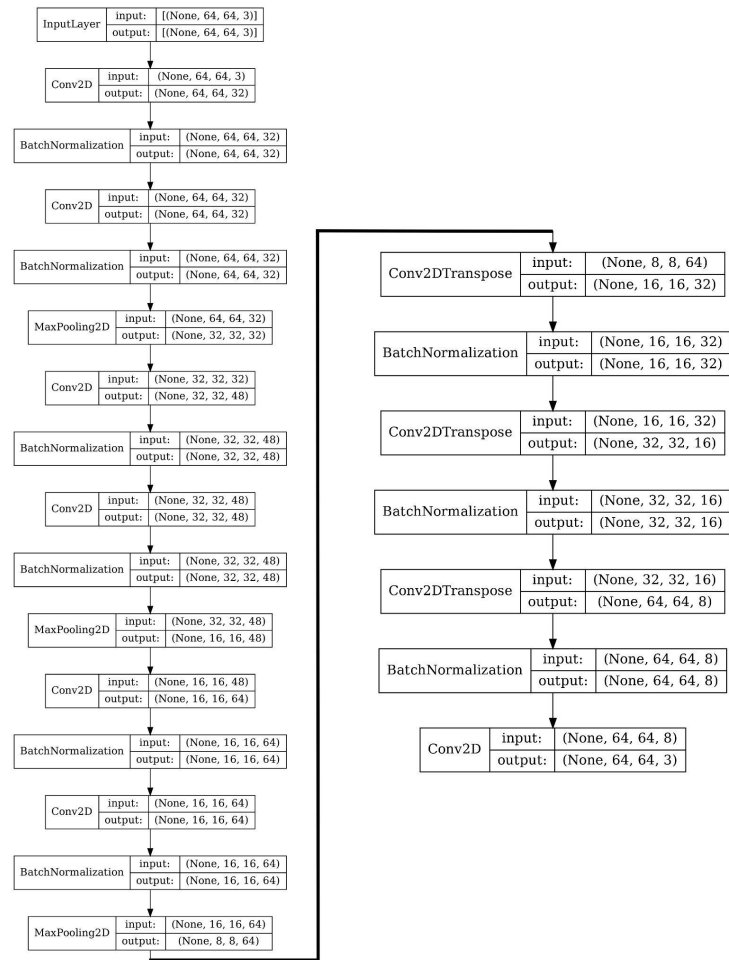 InputLayer input: [(None, 64, 64, 3)]
output: [(None, 64, 64, 3)]
Conv2D input: (None, 64, 64, 3)
output: (None, 64, 64, 32)
BatchNormalization input: (None, 64, 64, 32)
output: (None, 64, 64, 32)
Conv2D input: (None, 64, 64, 32)
output: (None, 64, 64, 32)
BatchNormalization input: (None, 64, 64, 32)
output: (None, 64, 64, 32)
MaxPooling2D input: (None, 64, 64, 32)
output: (None, 32, 32, 32)
Conv2D input: (None, 32, 32, 32)
output: (None, 32, 32, 48)
BatchNormalization input: (None, 32, 32, 48)
output: (None, 32, 32, 48)
Conv2D input: (None, 32, 32, 48)
output: (None, 32, 32, 48)
BatchNormalization input: (None, 32, 32, 48)
output: (None, 32, 32, 48)
MaxPooling2D input: (None, 32, 32, 48)
output: (None, 16, 16, 48)
Conv2D input: (None, 16, 16, 48)
output: (None, 16, 16, 64)
BatchNormalization input: (None, 16, 16, 64)
output: (None, 16, 16, 64)
Conv2D input: (None, 16, 16, 64)
output: (None, 16, 16, 64)
BatchNormalization input: (None, 16, 16, 64)
output: (None, 16, 16, 64)
MaxPooling2D input: (None, 16, 16, 64)
output: (None, 8, 8, 64)
Conv2DTranspose input: (None, 8, 8, 64)
output: (None, 16, 16, 32)
BatchNormalization input: (None, 16, 16, 32)
output: (None, 16, 16, 32)
Conv2DTranspose input: (None, 16, 16, 32)
output: (None, 32, 32, 16)
BatchNormalization input: (None, 32, 32, 16)
output: (None, 32, 32, 16)
Conv2DTranspose input: (None, 32, 32, 16)
output: (None, 64, 64, 8)
BatchNormalization input: (None, 64, 64, 8)
output: (None, 64, 64, 8)
Conv2D input: (None, 64, 64, 8)
output: (None, 64, 64, 3)